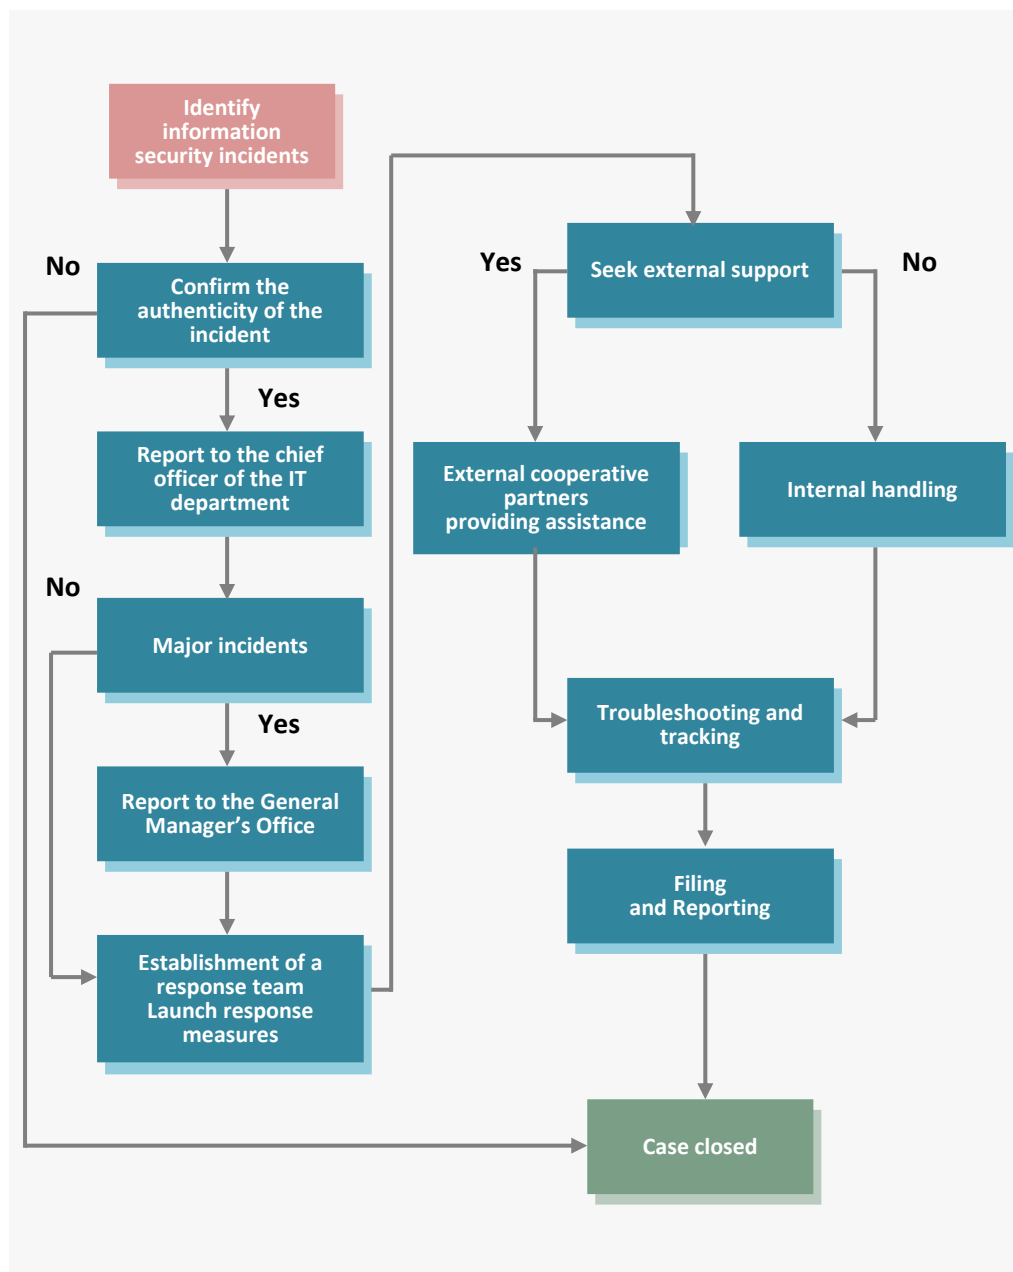 Identify
information
security incidents
No
Confirm the
authenticity of the
incident
Yes
Report to the chief
officer of the IT
department
No
Major incidents
Yes
Report to the General
Manager’s Office
Establishment of a
response team
Launch response
measures
Yes
Seek external support
No
External cooperative
partners
providing assistance
Internal handling
Troubleshooting and
tracking
Filing
and Reporting
Case closed